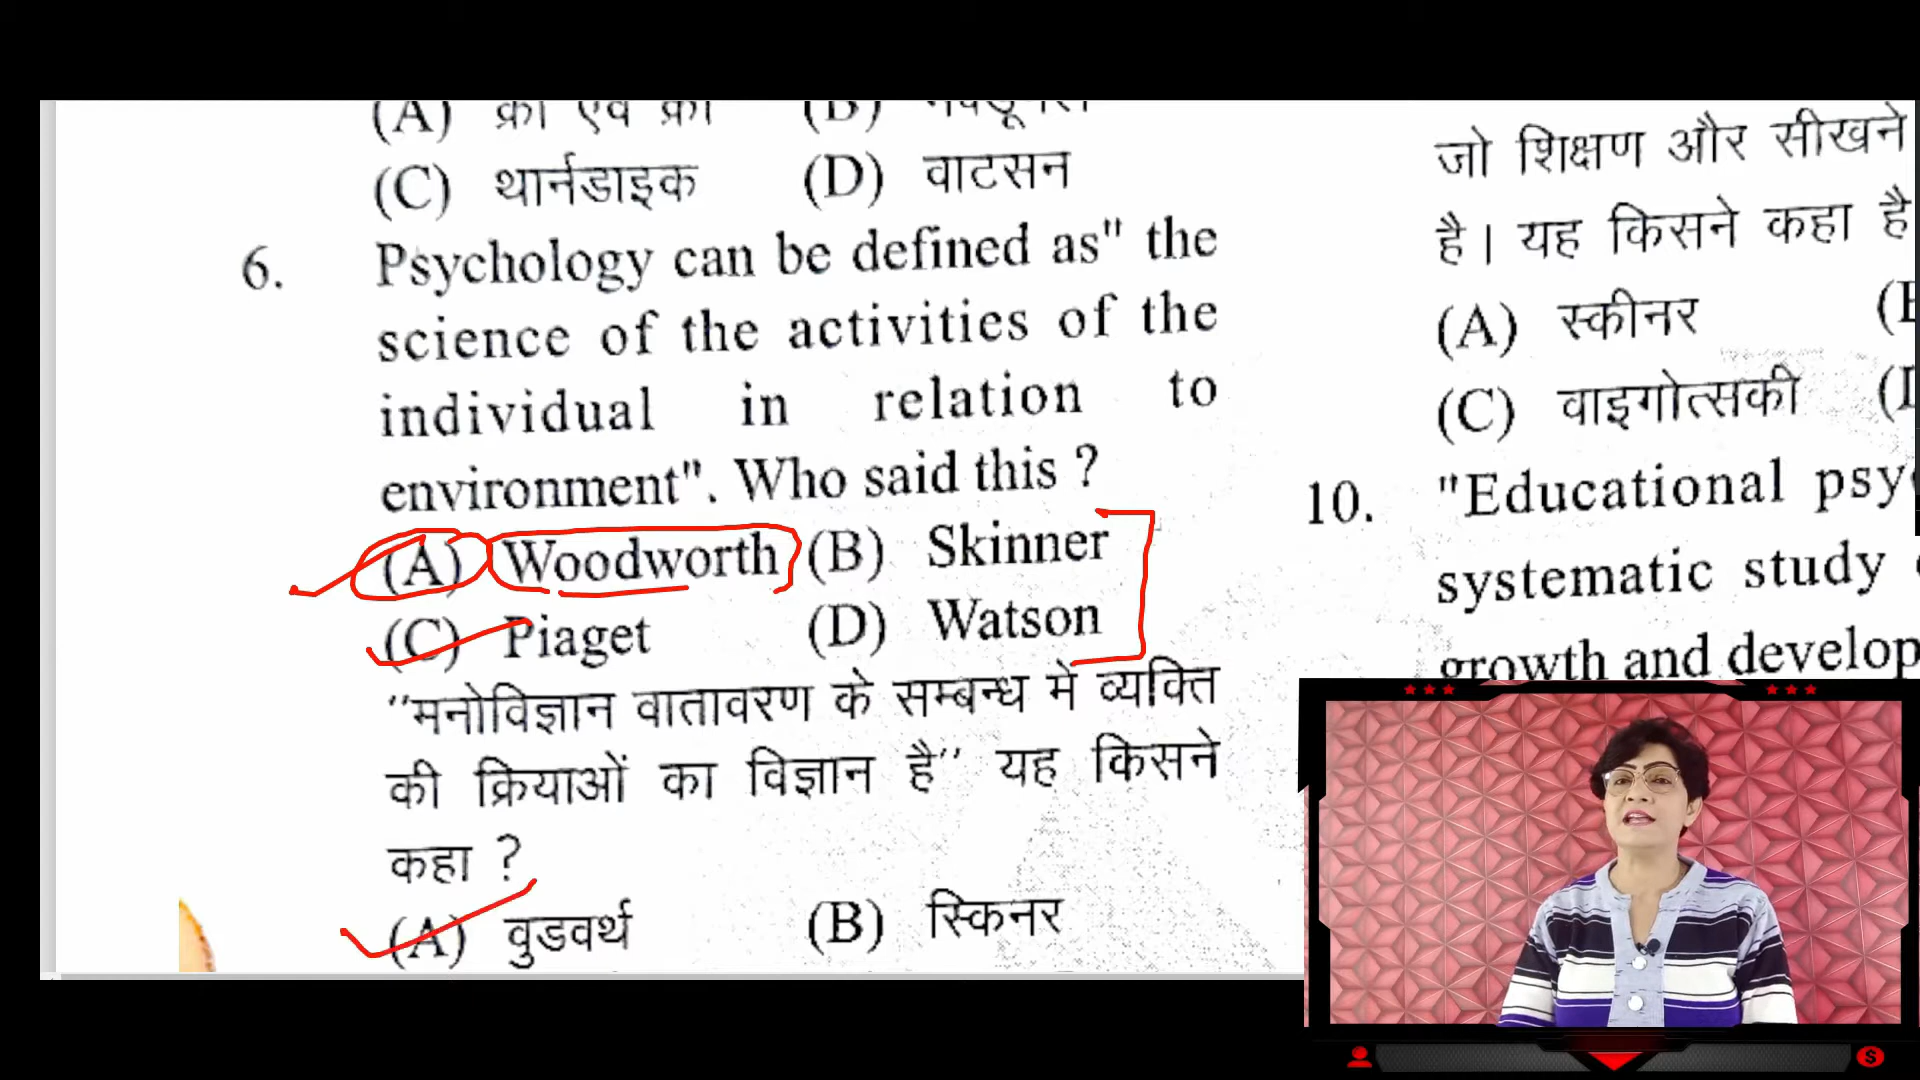 (A) क्रो एवं क्रो (B)
(C) थार्नडाइक (D) वाटसन
6. Psychology can be defined as" the
science of the activities of the
individual in relation to
environment". Who said this ?
(A) Woodworth (B) Skinner
(C) Piaget (D) Watson
"मनोविज्ञान वातावरण के सम्बन्ध में व्यक्ति
की क्रियाओं का विज्ञान है" यह किसने
कहा ?
(A) वुडवर्थ (B) स्किनर
जो शिक्षण और सीखने
है। यह किसने कहा है
(A) स्कीनर
(C) वाइगोत्सकी
10. "Educational psy
systematic study
growth and develop